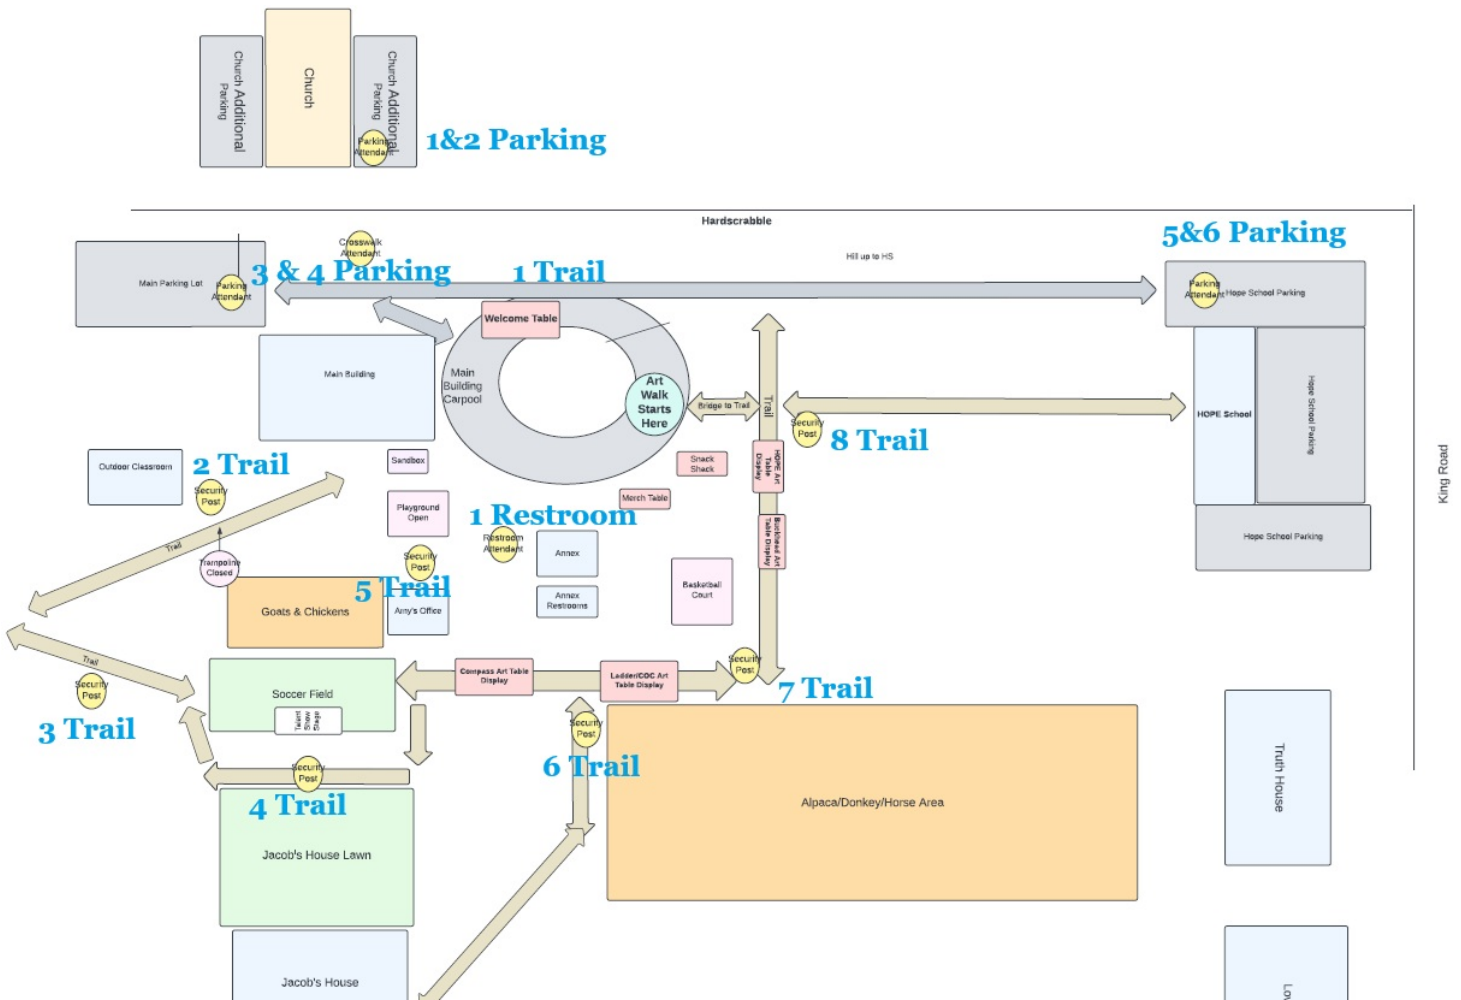 Church Additional
Parking
Church
Church Additional
Parking
Parking
Attendant
1&2 Parking
Hardscrabble
Crosswalk
Attendant
Hill up to HS
5&6 Parking
Main Parking Lot
Parking
Attendant
3 & 4 Parking
1 Trail
Parking
Attendant
Hope School Parking
Welcome Table
Main Building
Main
Building
Carpool
Art
Walk
Starts
Here
Bridge to Trail
Trail
Security
Post
8 Trail
HOPE School
Hope School Parking
King Road
Outdoor Classroom
2 Trail
Security
Post
Sandbox
Snack
Shack
HOPE Art
Table
Display
Playground
Open
Merch Table
1 Restroom
Restroom
Attendant
Buckhead Art
Table Display
Hope School Parking
Trail
Trampoline
Closed
Security
Post
5 Trail
Annex
Annex
Restrooms
Basketball
Court
Goats & Chickens
Amy's Office
Trail
Security
Post
3 Trail
Soccer Field
Talent
Show
Stage
Compass Art Table
Display
Ladder/COC Art
Table Display
Security
Post
7 Trail
Security
Post
6 Trail
Security
Post
4 Trail
Alpaca/Donkey/Horse Area
Truth House
Jacob's House Lawn
Jacob's House
Lo